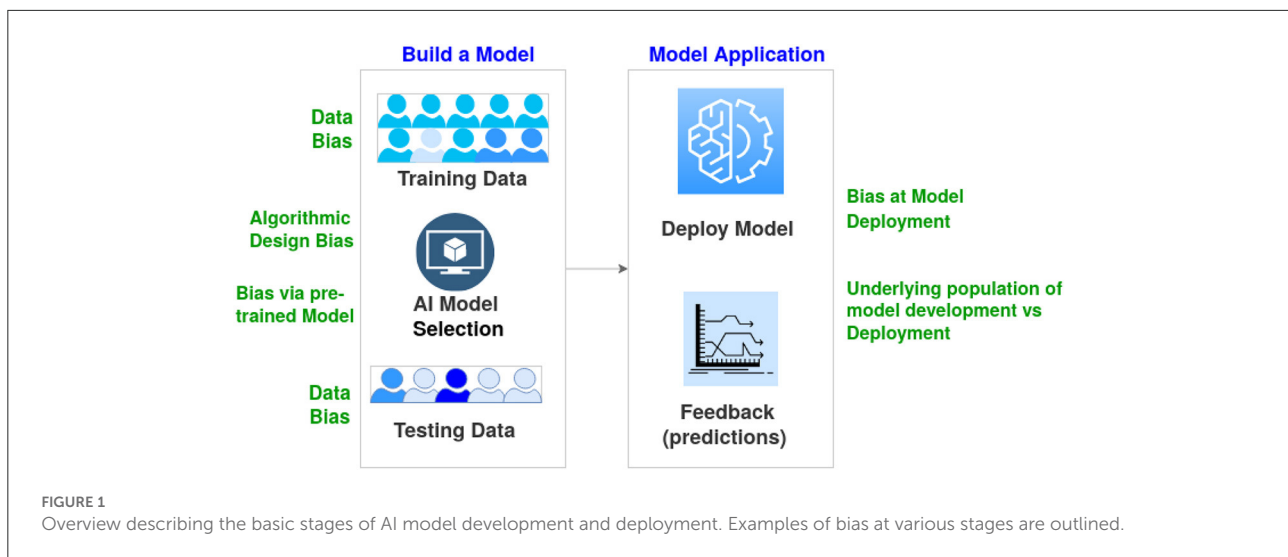 Build a Model
Data
Bias
Training Data
Algorithmic
Design Bias
Bias via pre-
trained Model
AI Model
Selection
Data
Bias
Testing Data
Model Application
Deploy Model
Bias at Model
Deployment
Feedback
(predictions)
Underlying population of
model development vs
Deployment
FIGURE 1
Overview describing the basic stages of AI model development and deployment. Examples of bias at various stages are outlined.